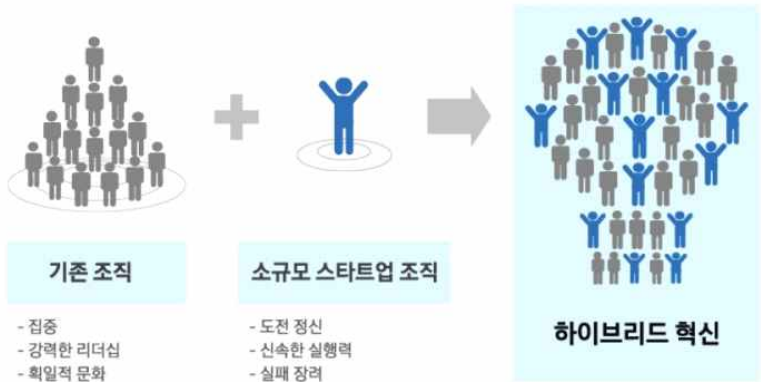 기존 조직
- 집중
- 강력한 리더십
- 획일적 문화
소규모 스타트업 조직
- 도전 정신
- 신속한 실행력
- 실패 장려
하이브리드 혁신